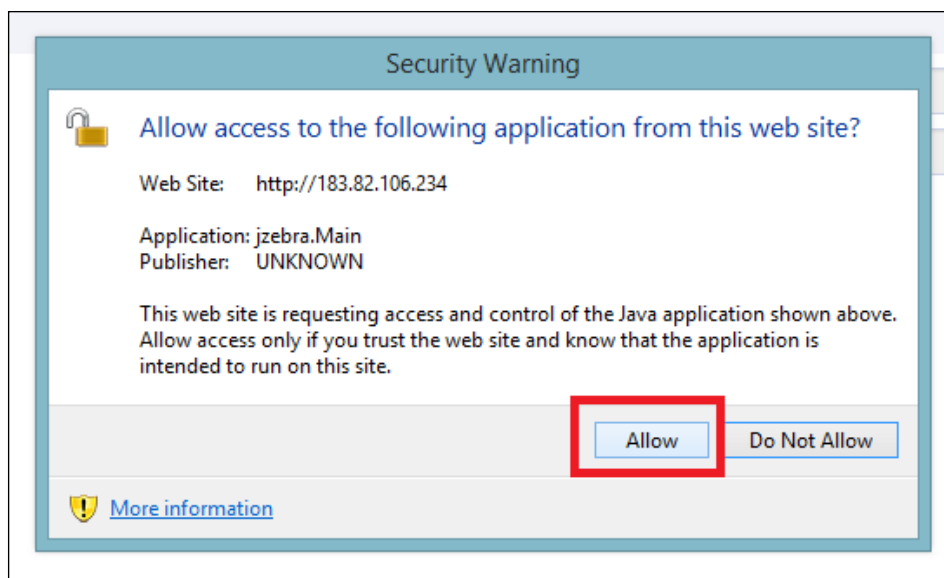 Security Warning
Allow access to the following application from this web site?
Web Site: http://183.82.106.234
Application: jzebra.Main
Publisher: UNKNOWN
This web site is requesting access and control of the Java application shown above.
Allow access only if you trust the web site and know that the application is
intended to run on this site.
Allow Do Not Allow
More information